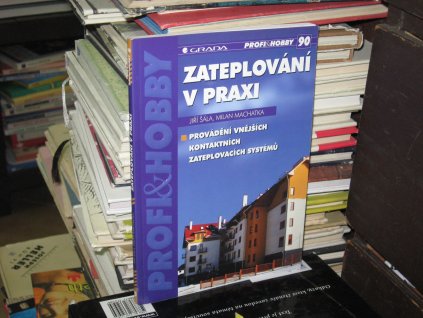 GRADA
PROFI&HOBBY 90
ZATEPLOVÁNÍ
V PRAXI
JIŘÍ ŠÁLA, MILAN MACHATKA
PROVÁDĚNÍ VNĚJŠÍCH
KONTAKTNÍCH
ZATEPLOVACÍCH SYSTÉMŮ
PROFI&HOBBY